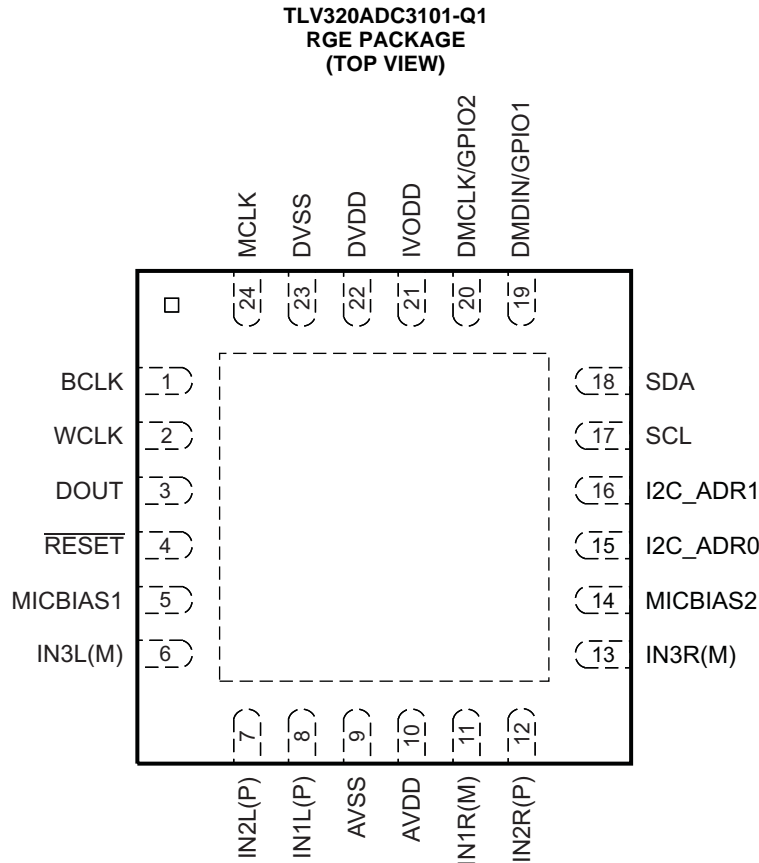 TLV320ADC3101-Q1
RGE PACKAGE
(TOP VIEW)
MCLK
DVSS
DVDD
IVODD
DMCLK/GPIO2
DMDIN/GPIO1
24
23
22
21
20
19
BCLK 1
WCLK 2
DOUT 3
RESET 4
MICBIAS1 5
IN3L(M) 6
18 SDA
17 SCL
16 I2C_ADR1
15 I2C_ADR0
14 MICBIAS2
13 IN3R(M)
7
8
9
10
11
12
IN2L(P)
IN1L(P)
AVSS
AVDD
IN1R(M)
IN2R(P)